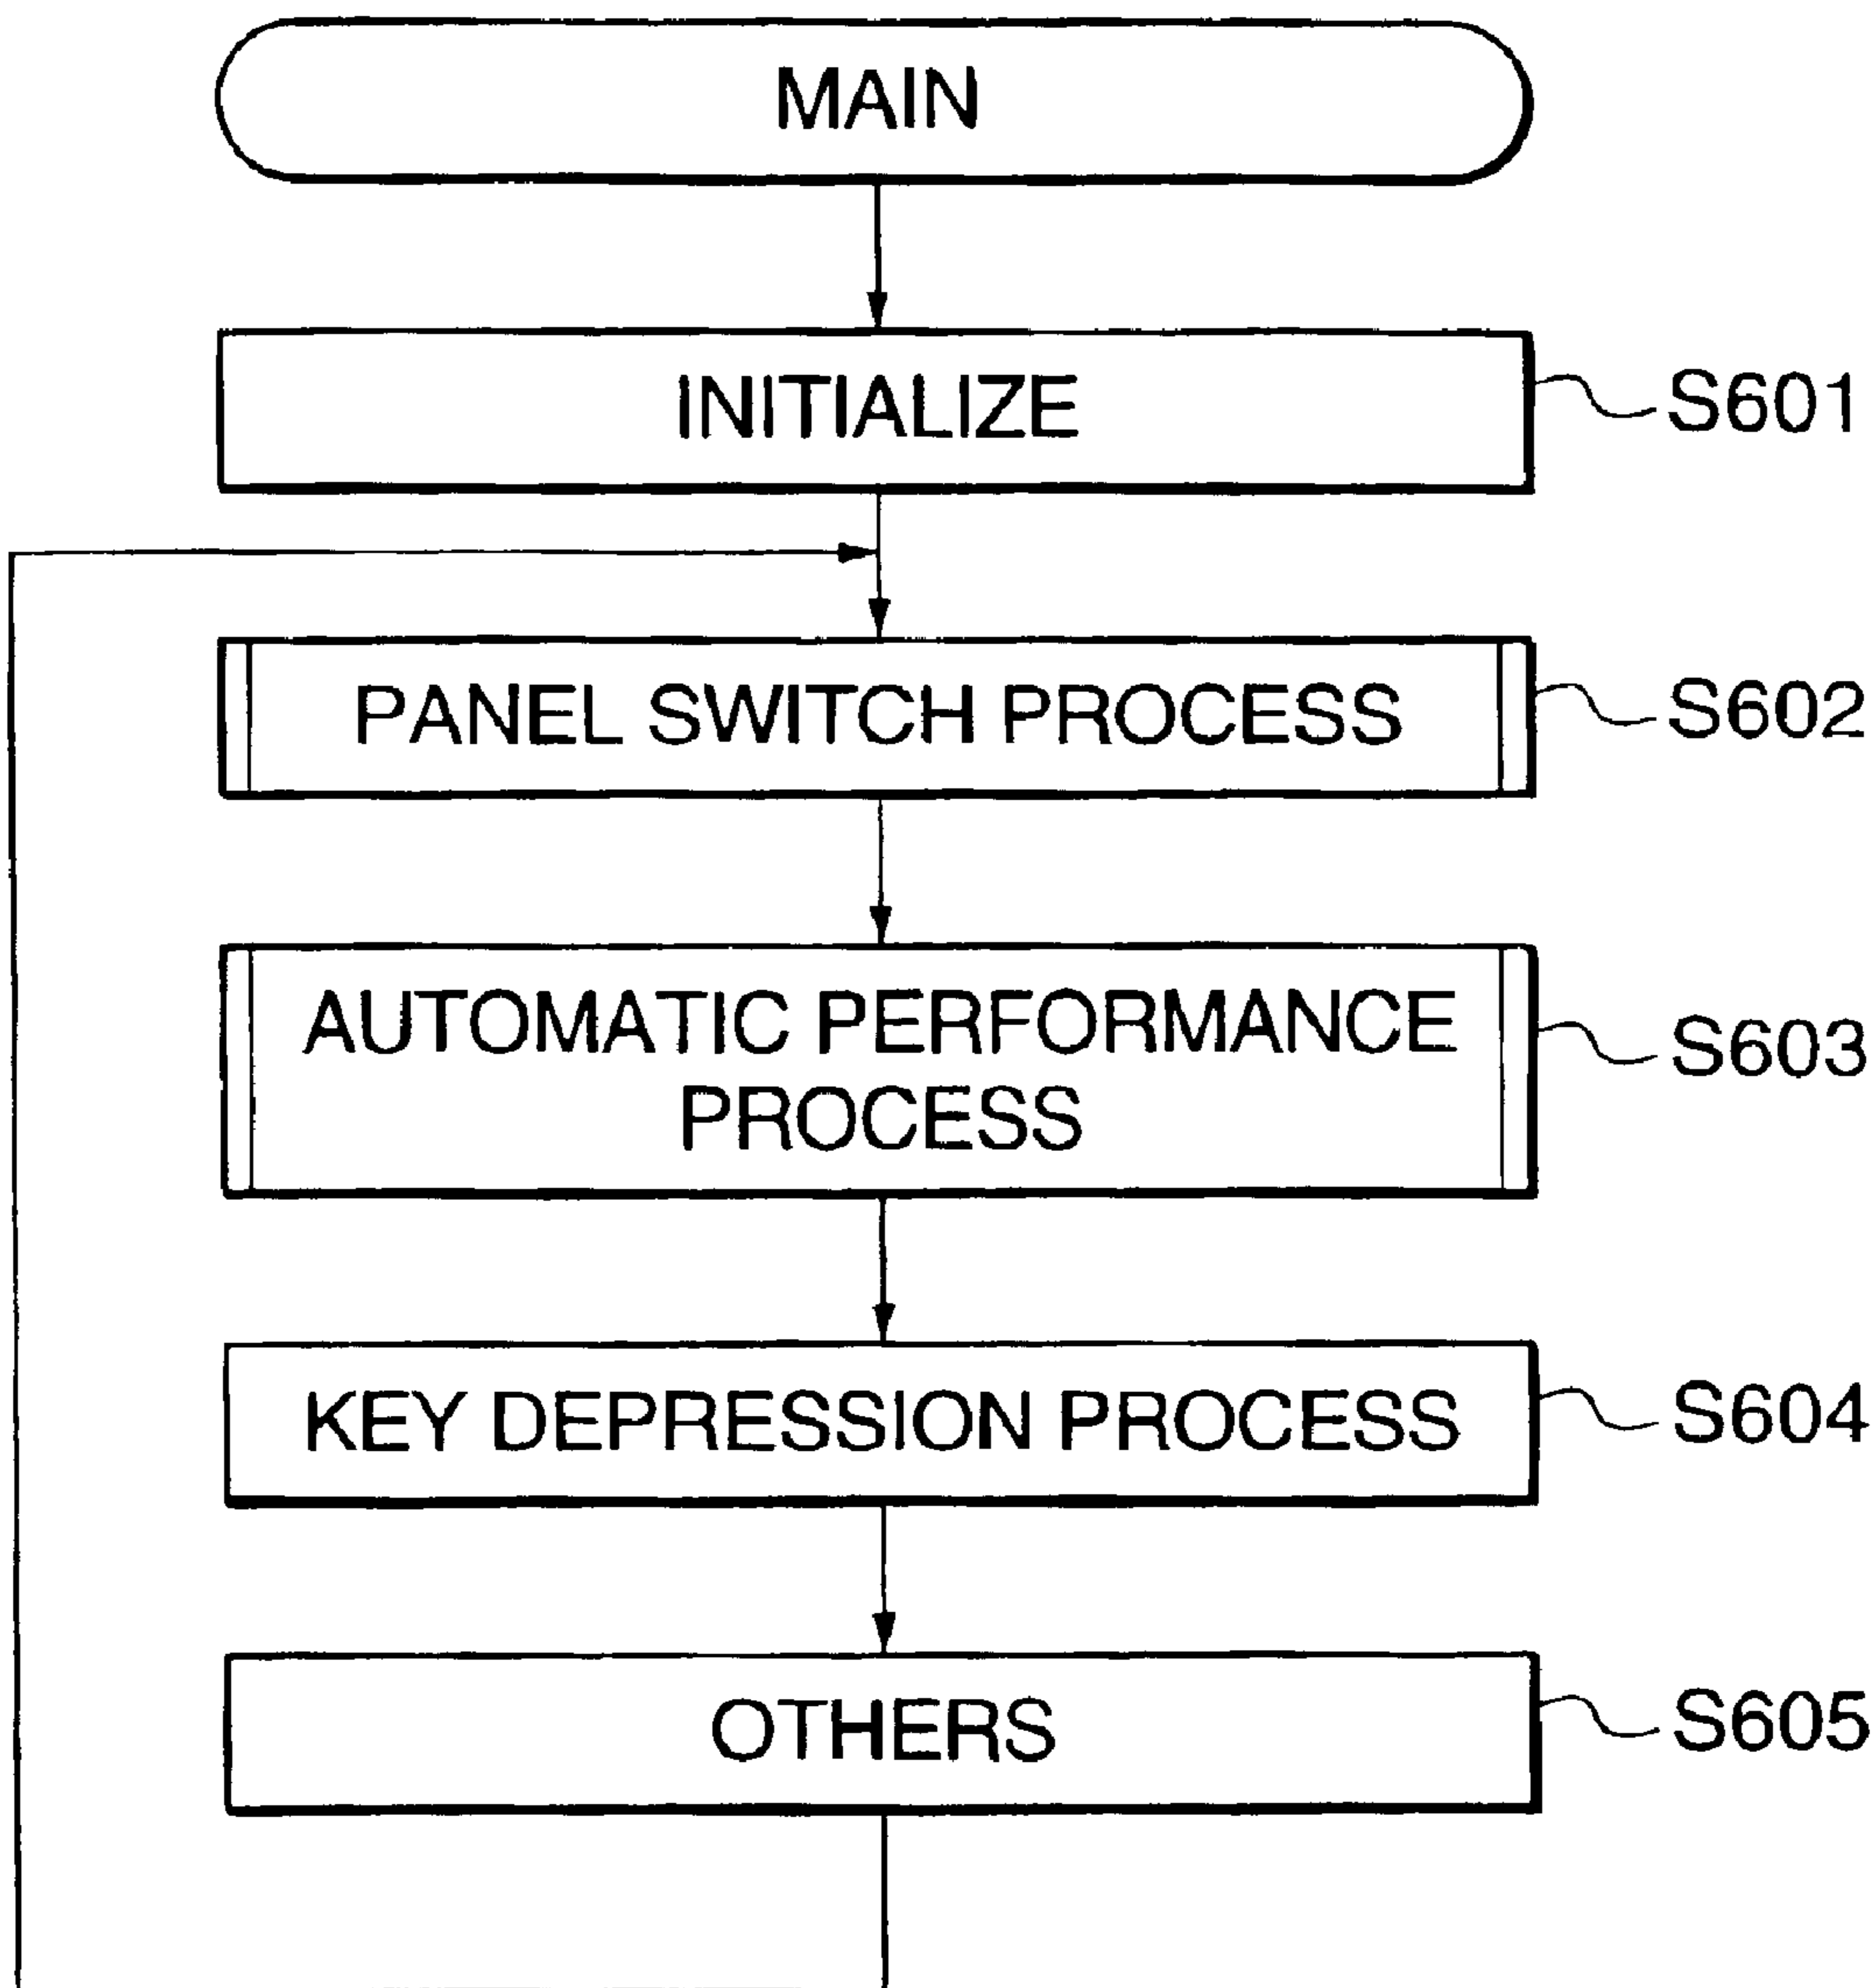 MAIN
INITIALIZE
S601
PANEL SWITCH PROCESS
S602
AUTOMATIC PERFORMANCE
PROCESS
S603
KEY DEPRESSION PROCESS
S604
OTHERS
S605